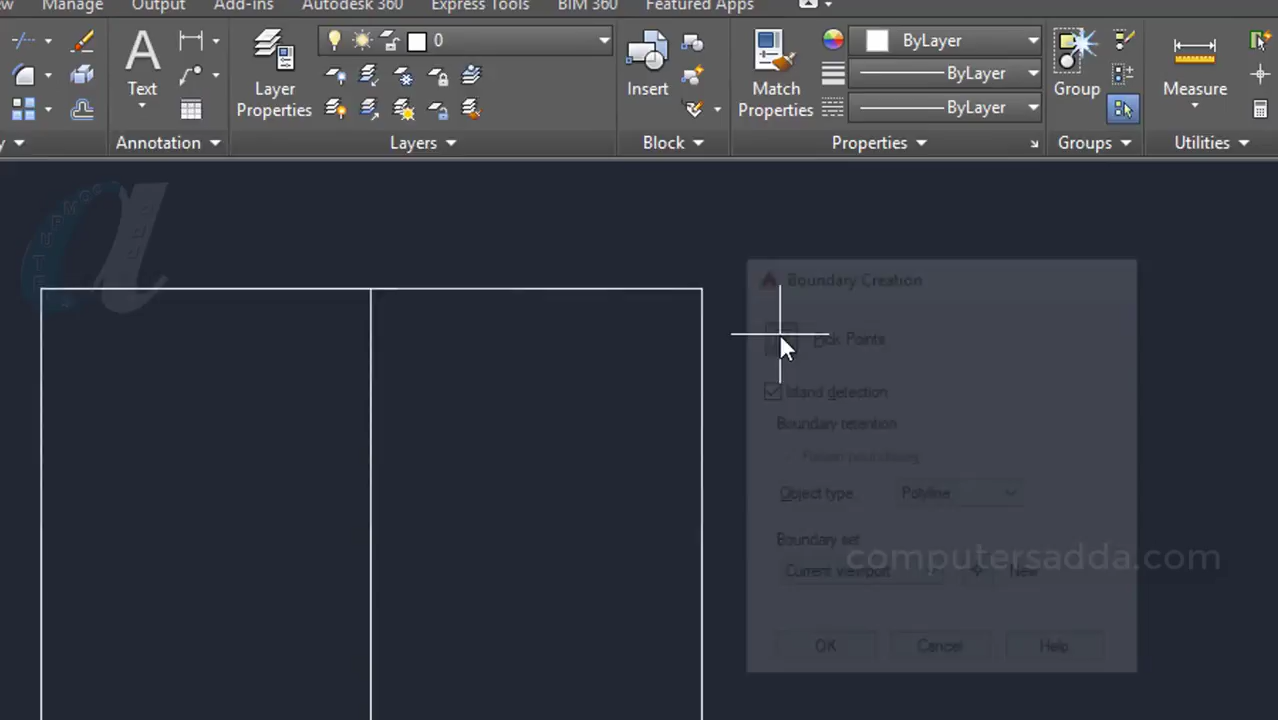 Manage Output Add-ins Autodesk 360 Express Tools BIM 360 Featured Apps
0
ByLayer
Text
Layer
Properties
Insert
Match
Properties
ByLayer
ByLayer
Group
Measure
Annotation
Layers
Block
Properties
Groups
Utilities
Boundary Creation
Pick Points
Island detection
Boundary retention
Object type
Polyline
Boundary set
Current viewport
New
computersadda.com
OK
Cancel
Help